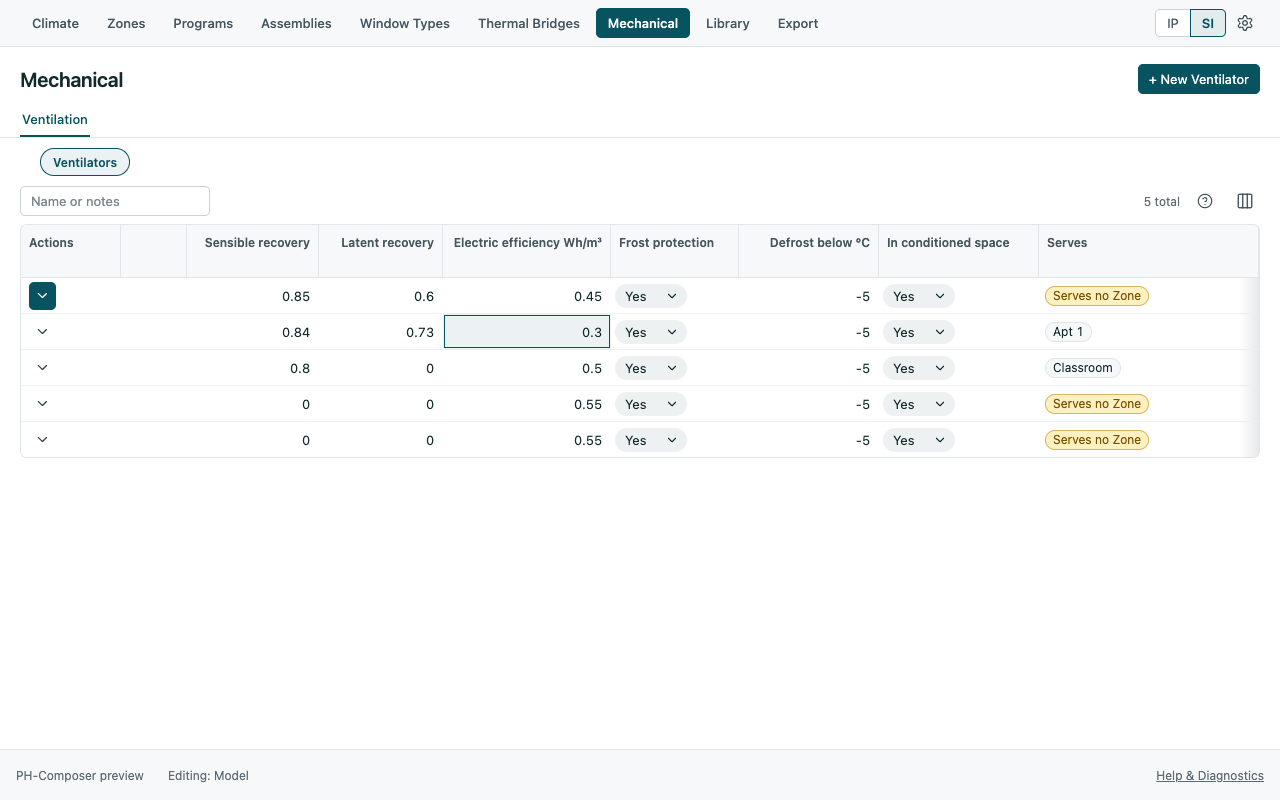 Climate Zones Programs Assemblies Window Types Thermal Bridges Mechanical Library Export IP SI
Mechanical
+ New Ventilator
Ventilation
Ventilators
Name or notes
5 total
Actions Sensible recovery Latent recovery Electric efficiency Wh/m³ Frost protection Defrost below °C In conditioned space Serves
0.85 0.6 0.45 Yes -5 Yes Serves no Zone
0.84 0.73 0.3 Yes -5 Yes Apt 1
0.8 0 0.5 Yes -5 Yes Classroom
0 0 0.55 Yes -5 Yes Serves no Zone
0 0 0.55 Yes -5 Yes Serves no Zone
PH-Composer preview Editing: Model Help & Diagnostics